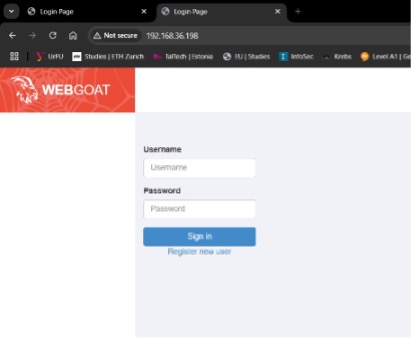 Login Page
Login Page
Not secure 192.168.36.198
UrFU
Studies | ETH Zurich
TalTech | Estonia
EU | Studies
InfoSec
Krebs
Level A1 | Ge
WEBGOAT
Username
Username
Password
Password
Sign in
Register new user